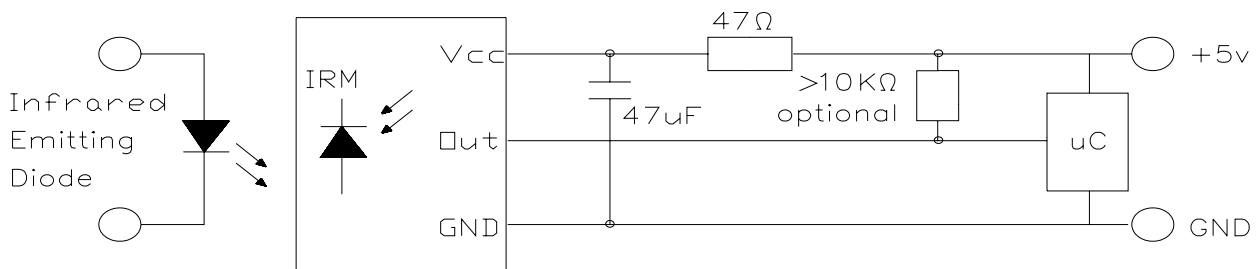 Infrared
Emitting
Diode
IRM
Vcc
Out
GND
47Ω
47uF
>10KΩ
optional
uC
+5v
GND